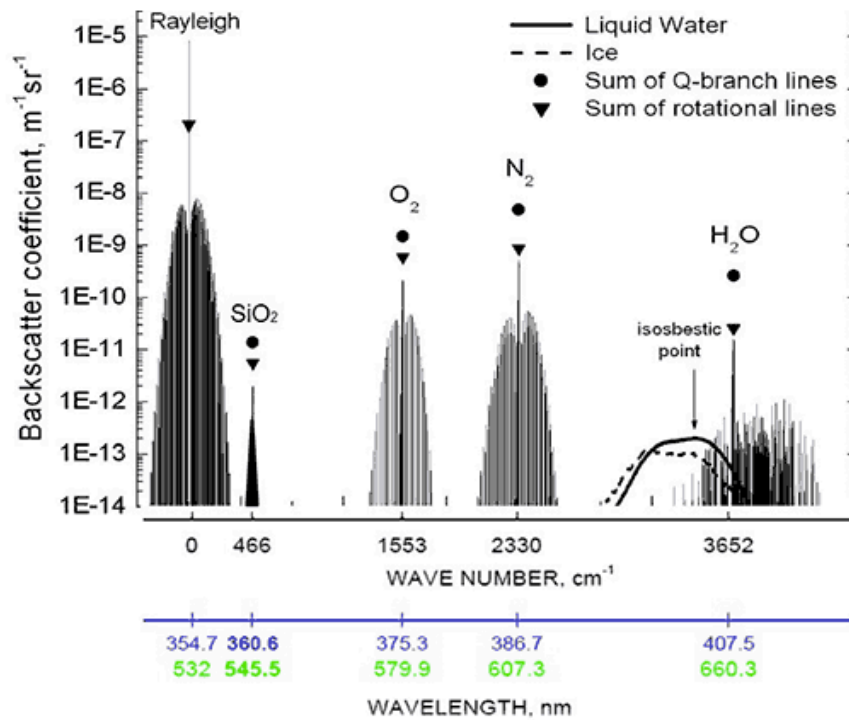 Rayleigh
Liquid Water
Ice
Sum of Q-branch lines
Sum of rotational lines
Backscatter coefficient, m⁻¹sr⁻¹
1E-5
1E-6
1E-7
1E-8
1E-9
1E-10
1E-11
1E-12
1E-13
1E-14
SiO₂
O₂
N₂
H₂O
isosbestic
point
0 466 1553 2330 3652
WAVE NUMBER, cm⁻¹
354.7 360.6 375.3 386.7 407.5
532 545.5 579.9 607.3 660.3
WAVELENGTH, nm